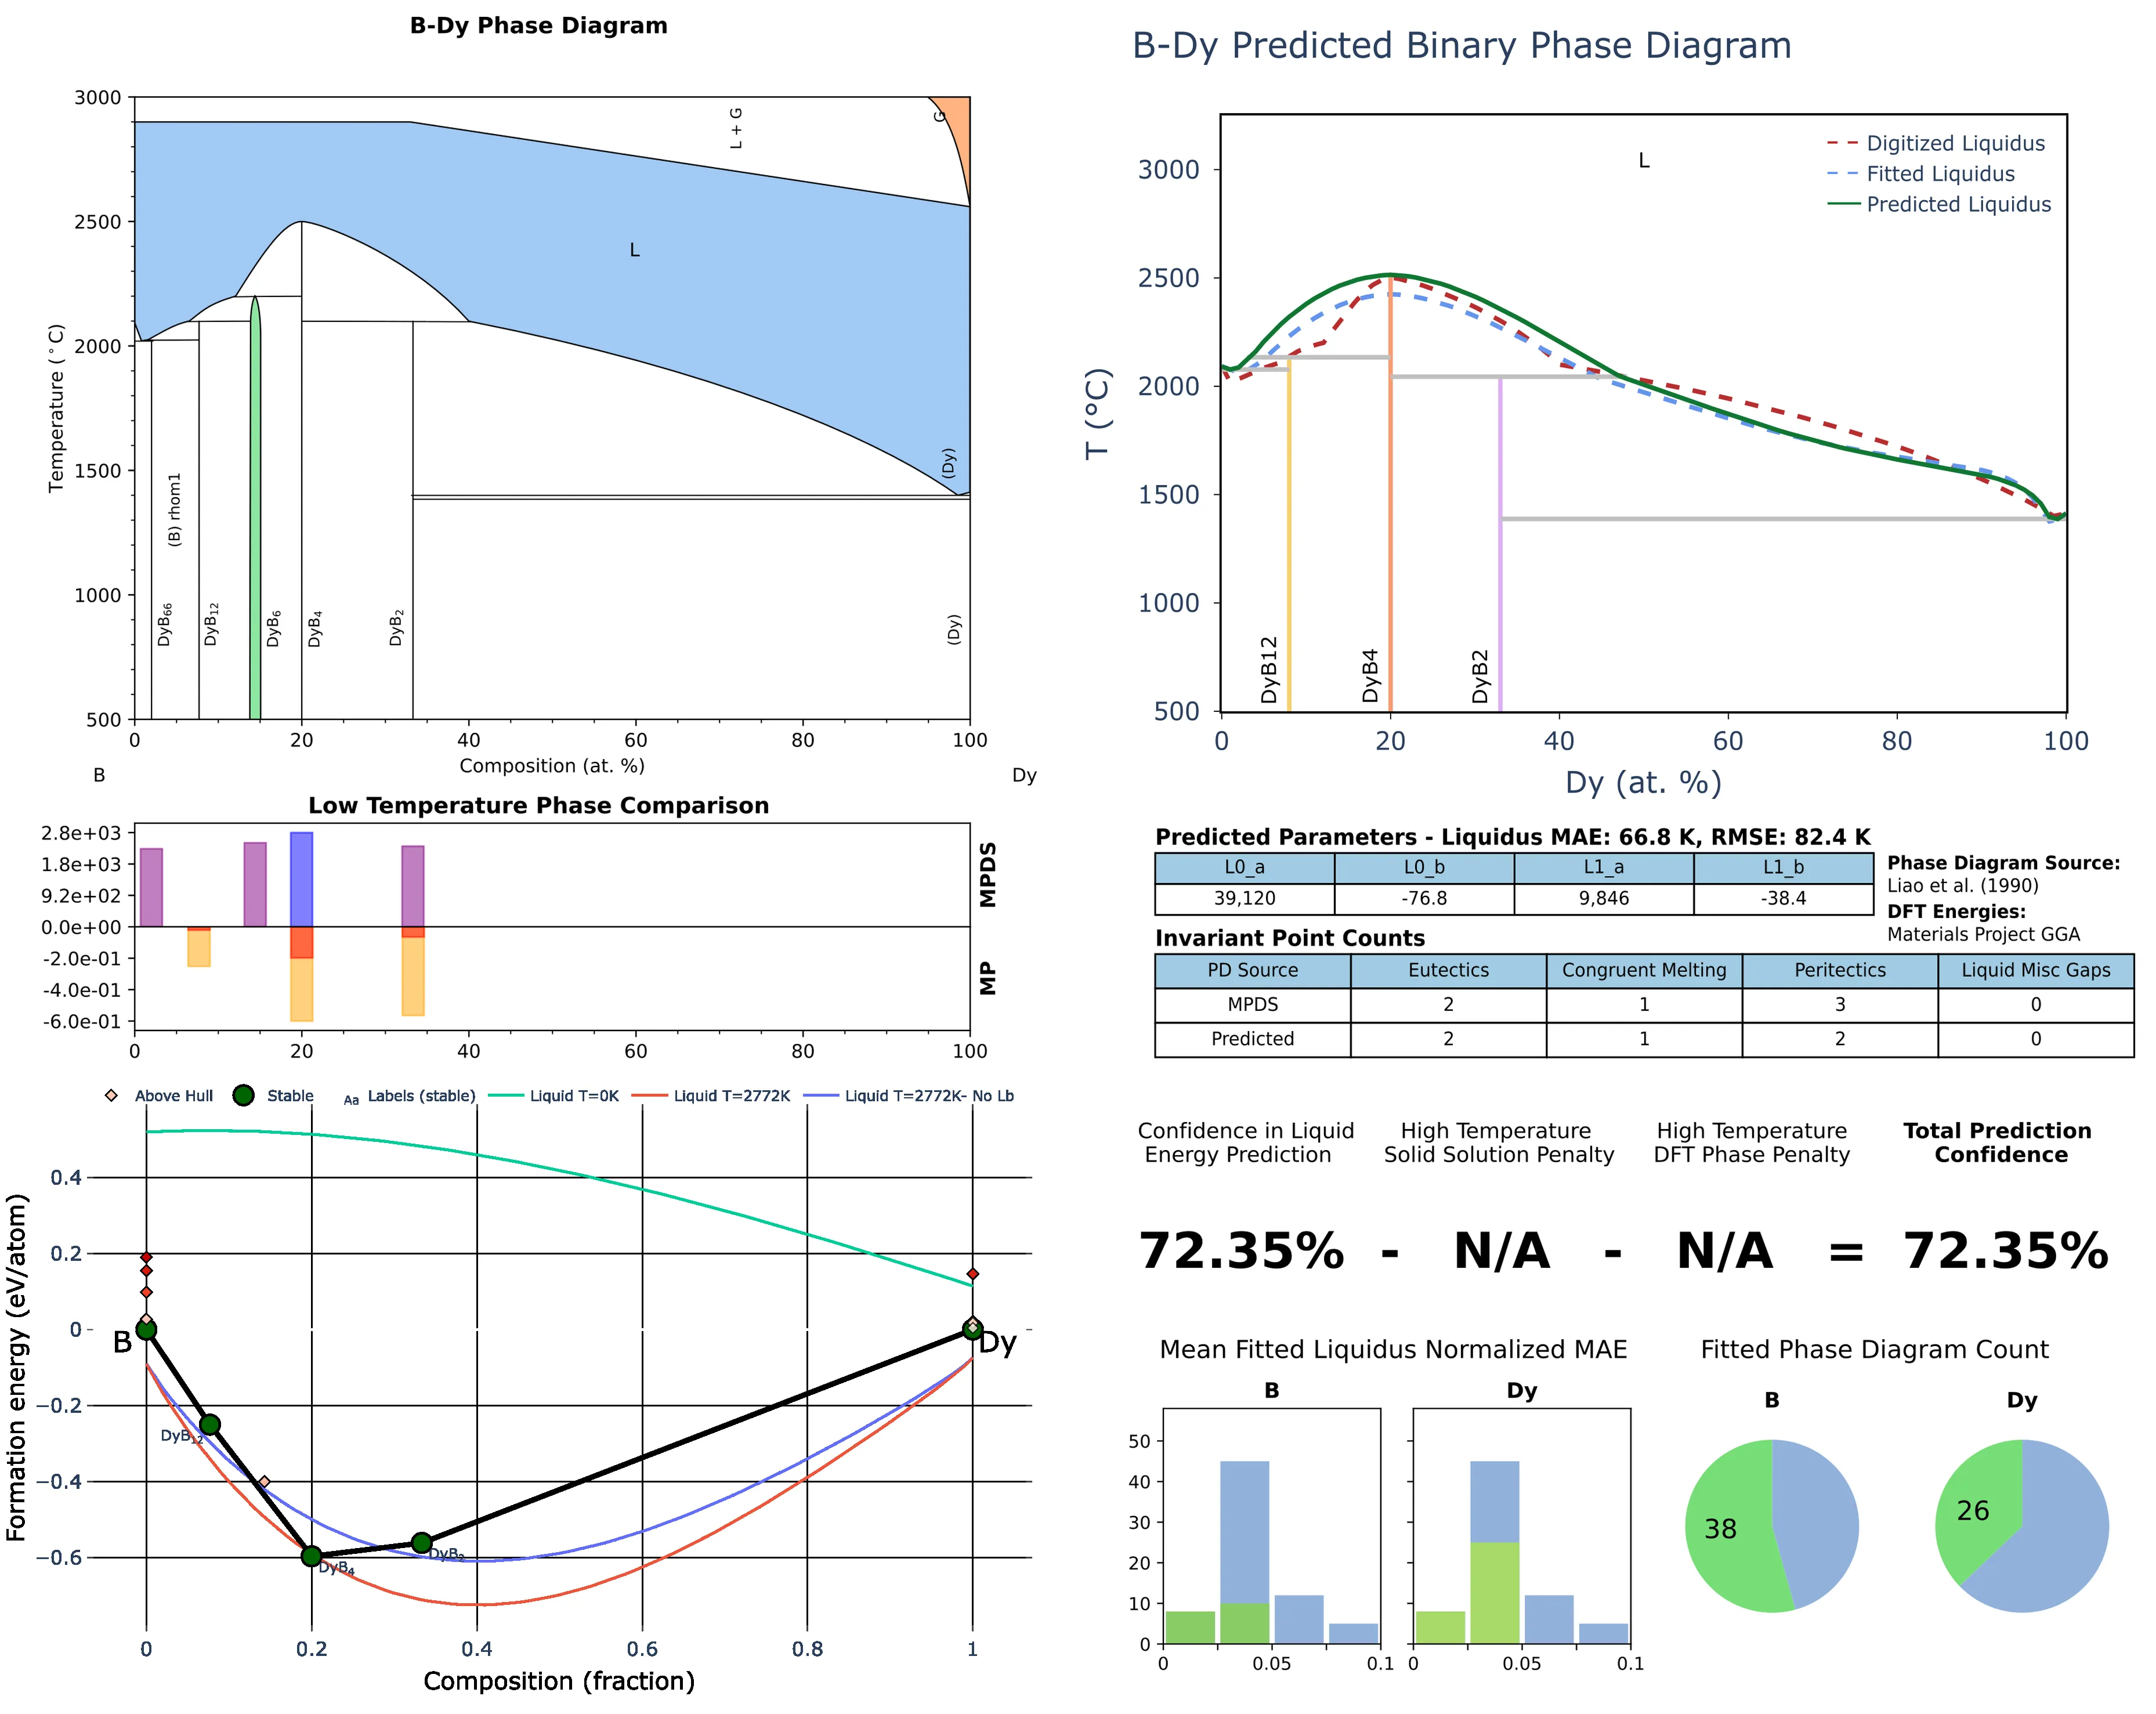 B-Dy Phase Diagram
3000
2500
2000
1500
1000
500
Temperature (°C)
L + G
G
L
(Dy)
(B) rhom1
DyB66
DyB12
DyB6
DyB4
DyB2
(Dy)
0 20 40 60 80 100
Composition (at. %)
B Dy
Low Temperature Phase Comparison
2.8e+03
1.8e+03
9.2e+02
0.0e+00
-2.0e-01
-4.0e-01
-6.0e-01
MPDS
MP
0 20 40 60 80 100
Above Hull Stable Aa Labels (stable) Liquid T=0K Liquid T=2772K Liquid T=2772K- No Lb
Formation energy (eV/atom)
0.4
0.2
0
−0.2
−0.4
−0.6
B
Dy
DyB12
DyB4
DyB2
0 0.2 0.4 0.6 0.8 1
Composition (fraction)
B-Dy Predicted Binary Phase Diagram
L
Digitized Liquidus
Fitted Liquidus
Predicted Liquidus
T (°C)
3000
2500
2000
1500
1000
500
DyB12
DyB4
DyB2
0 20 40 60 80 100
Dy (at. %)
Predicted Parameters - Liquidus MAE: 66.8 K, RMSE: 82.4 K
L0_a L0_b L1_a L1_b
39,120 -76.8 9,846 -38.4
Phase Diagram Source:
Liao et al. (1990)
DFT Energies:
Materials Project GGA
Invariant Point Counts
PD Source Eutectics Congruent Melting Peritectics Liquid Misc Gaps
MPDS 2 1 3 0
Predicted 2 1 2 0
Confidence in Liquid
Energy Prediction
High Temperature
Solid Solution Penalty
High Temperature
DFT Phase Penalty
Total Prediction
Confidence
72.35% - N/A - N/A = 72.35%
Mean Fitted Liquidus Normalized MAE
B Dy
50
40
30
20
10
0
0 0.05 0.1 0 0.05 0.1
Fitted Phase Diagram Count
B Dy
38 26